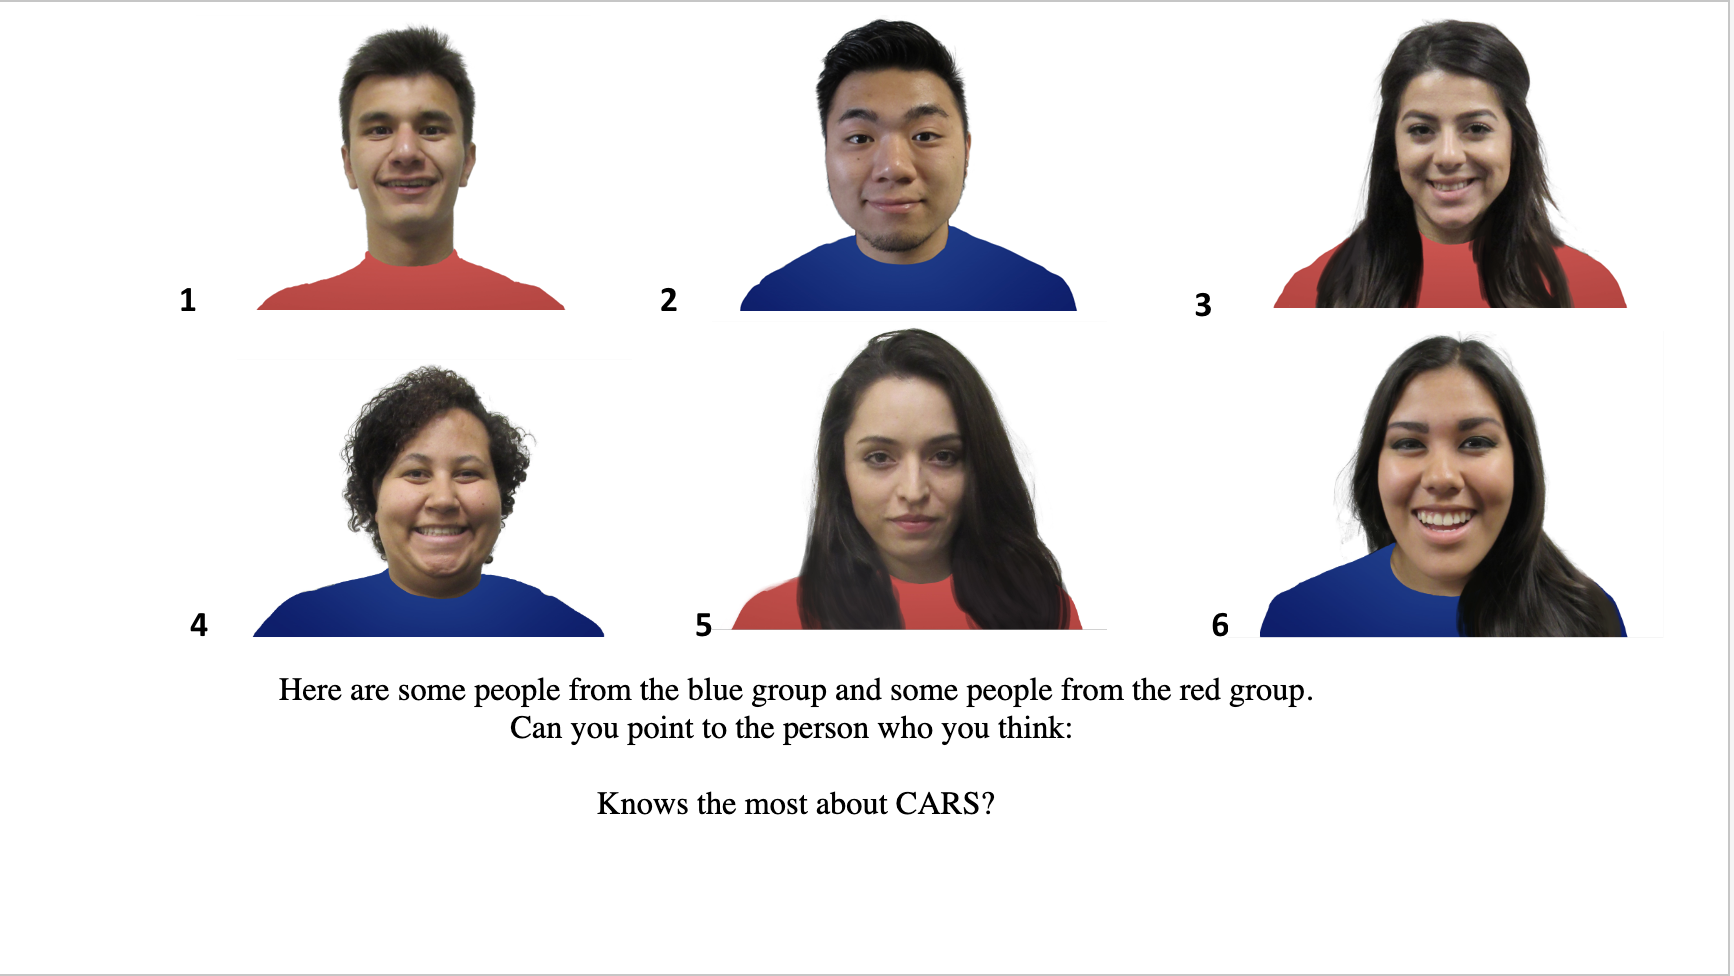 1
2
3
4
5
6
Here are some people from the blue group and some people from the red group.
Can you point to the person who you think:
Knows the most about CARS?